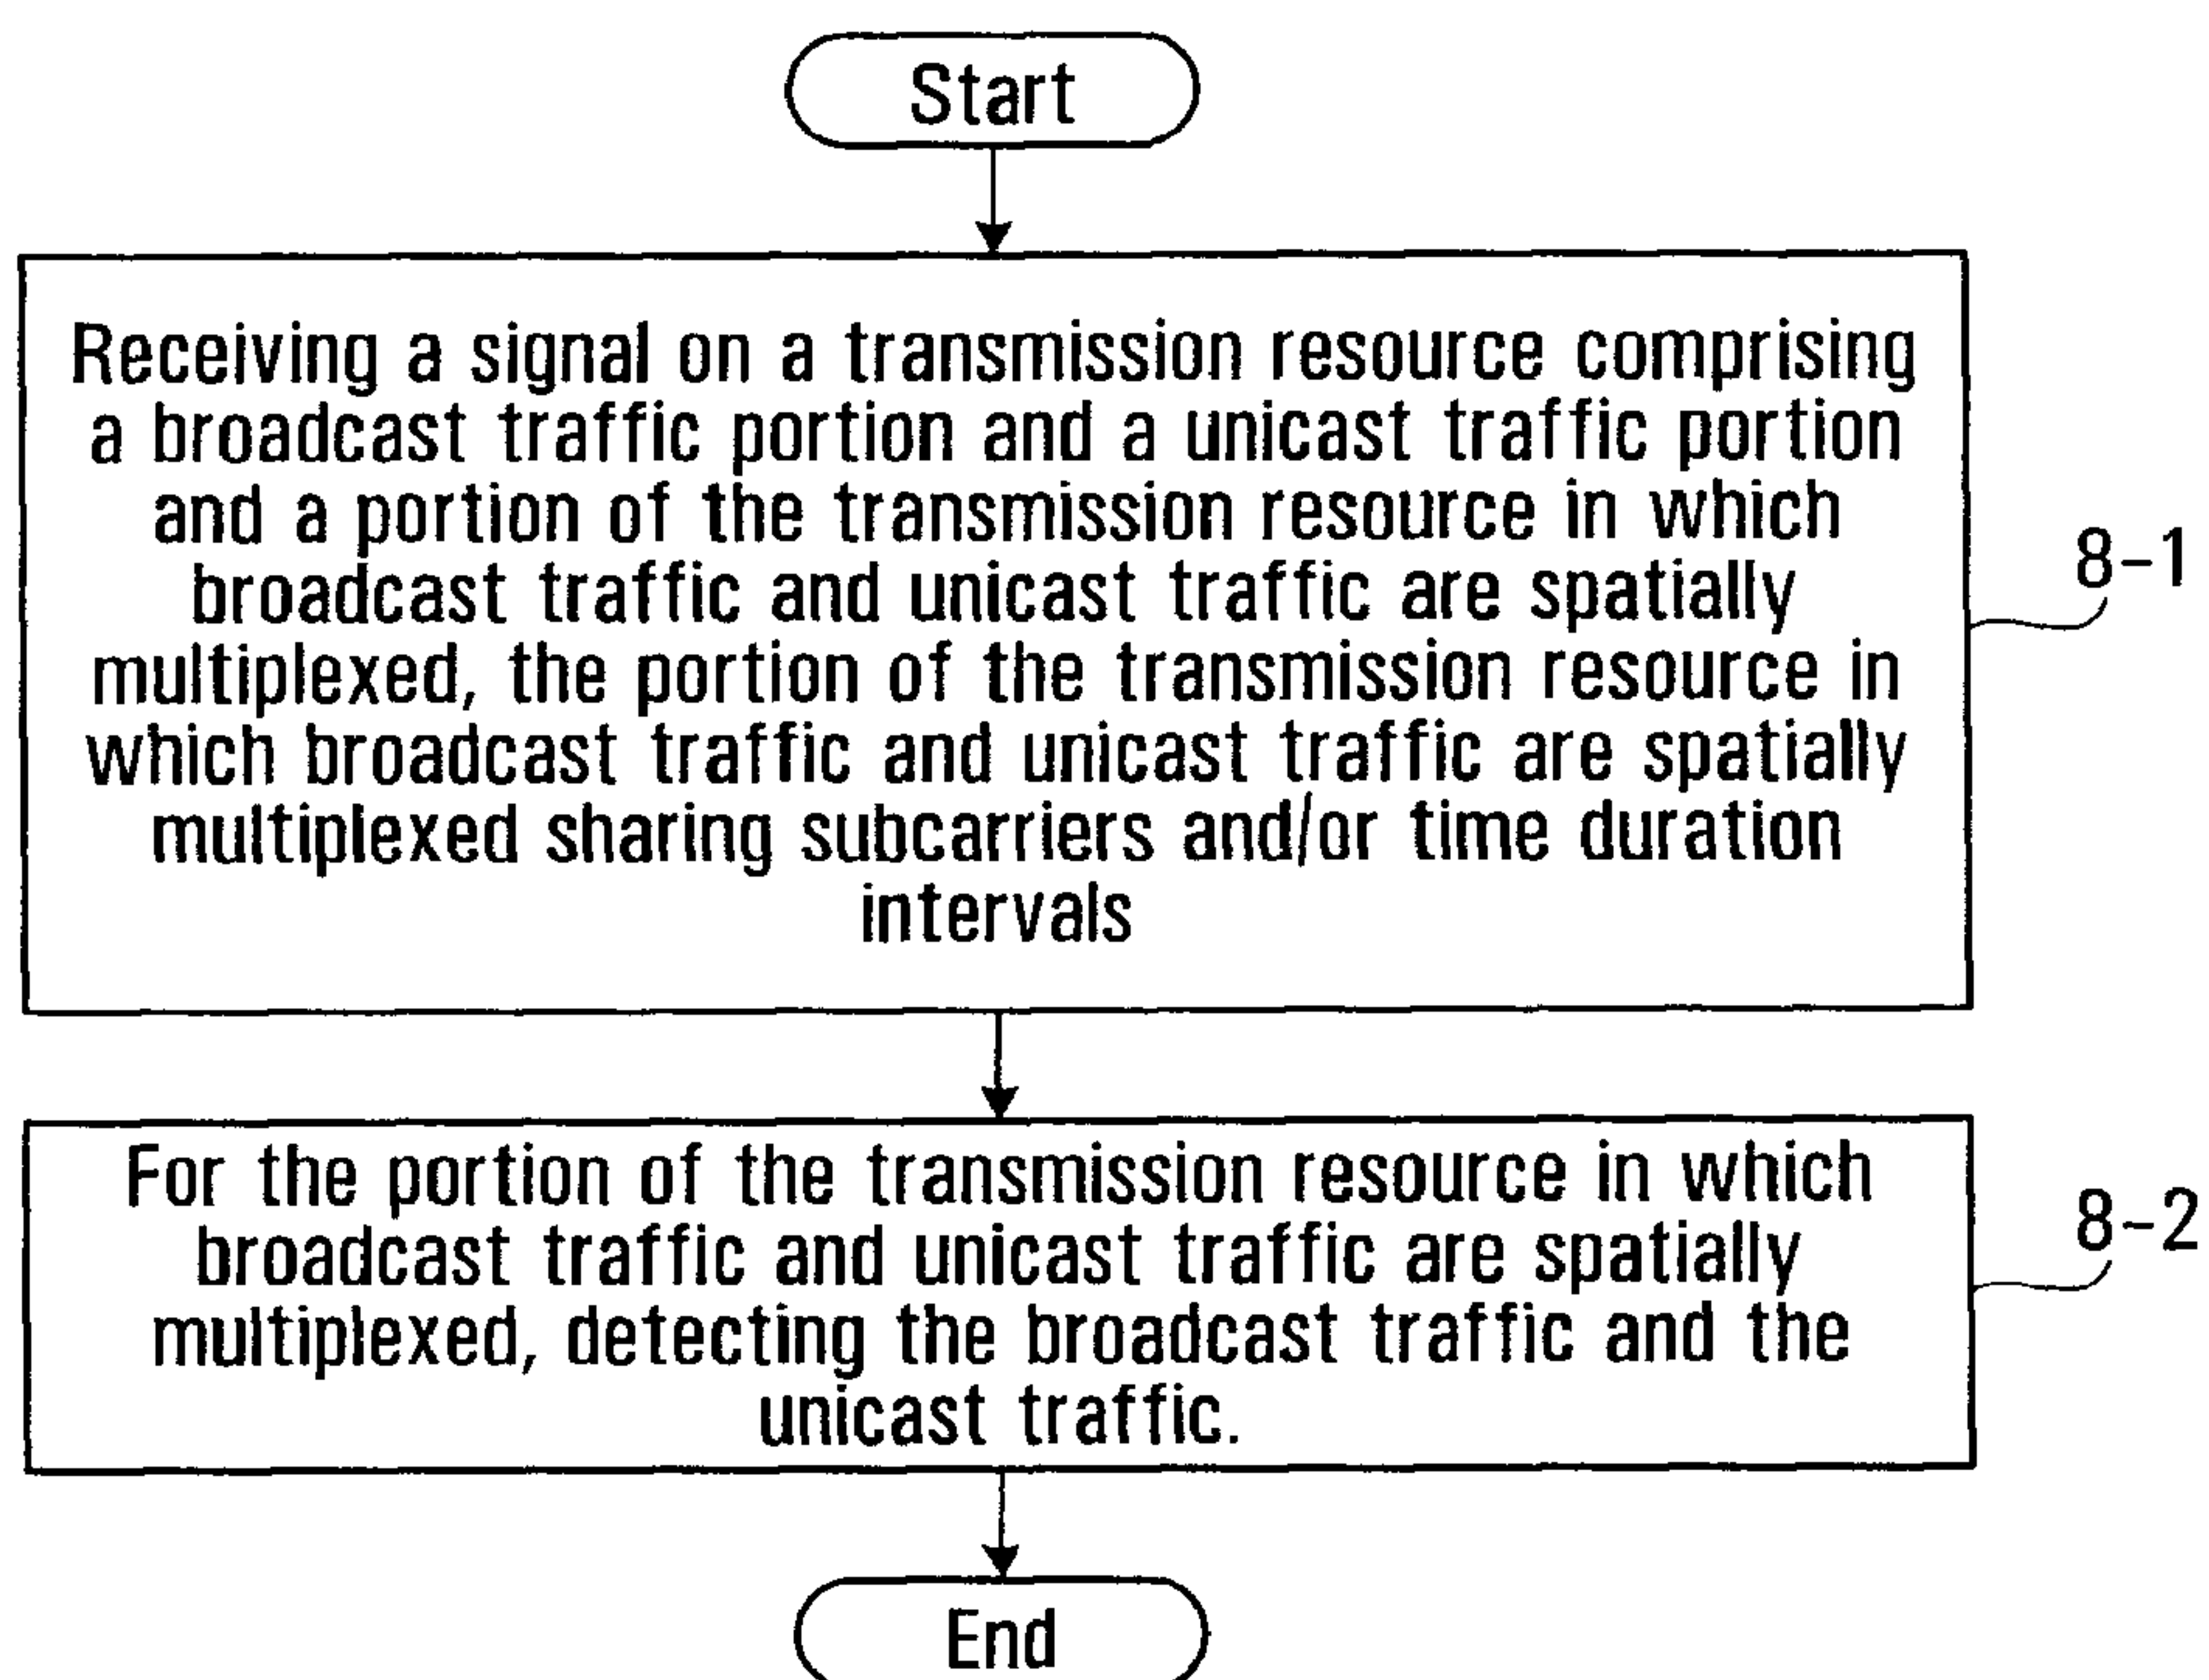 Start
Receiving a signal on a transmission resource comprising
a broadcast traffic portion and a unicast traffic portion
and a portion of the transmission resource in which
broadcast traffic and unicast traffic are spatially
multiplexed, the portion of the transmission resource in
which broadcast traffic and unicast traffic are spatially
multiplexed sharing subcarriers and/or time duration
intervals
8-1
For the portion of the transmission resource in which
broadcast traffic and unicast traffic are spatially
multiplexed, detecting the broadcast traffic and the
unicast traffic.
8-2
End